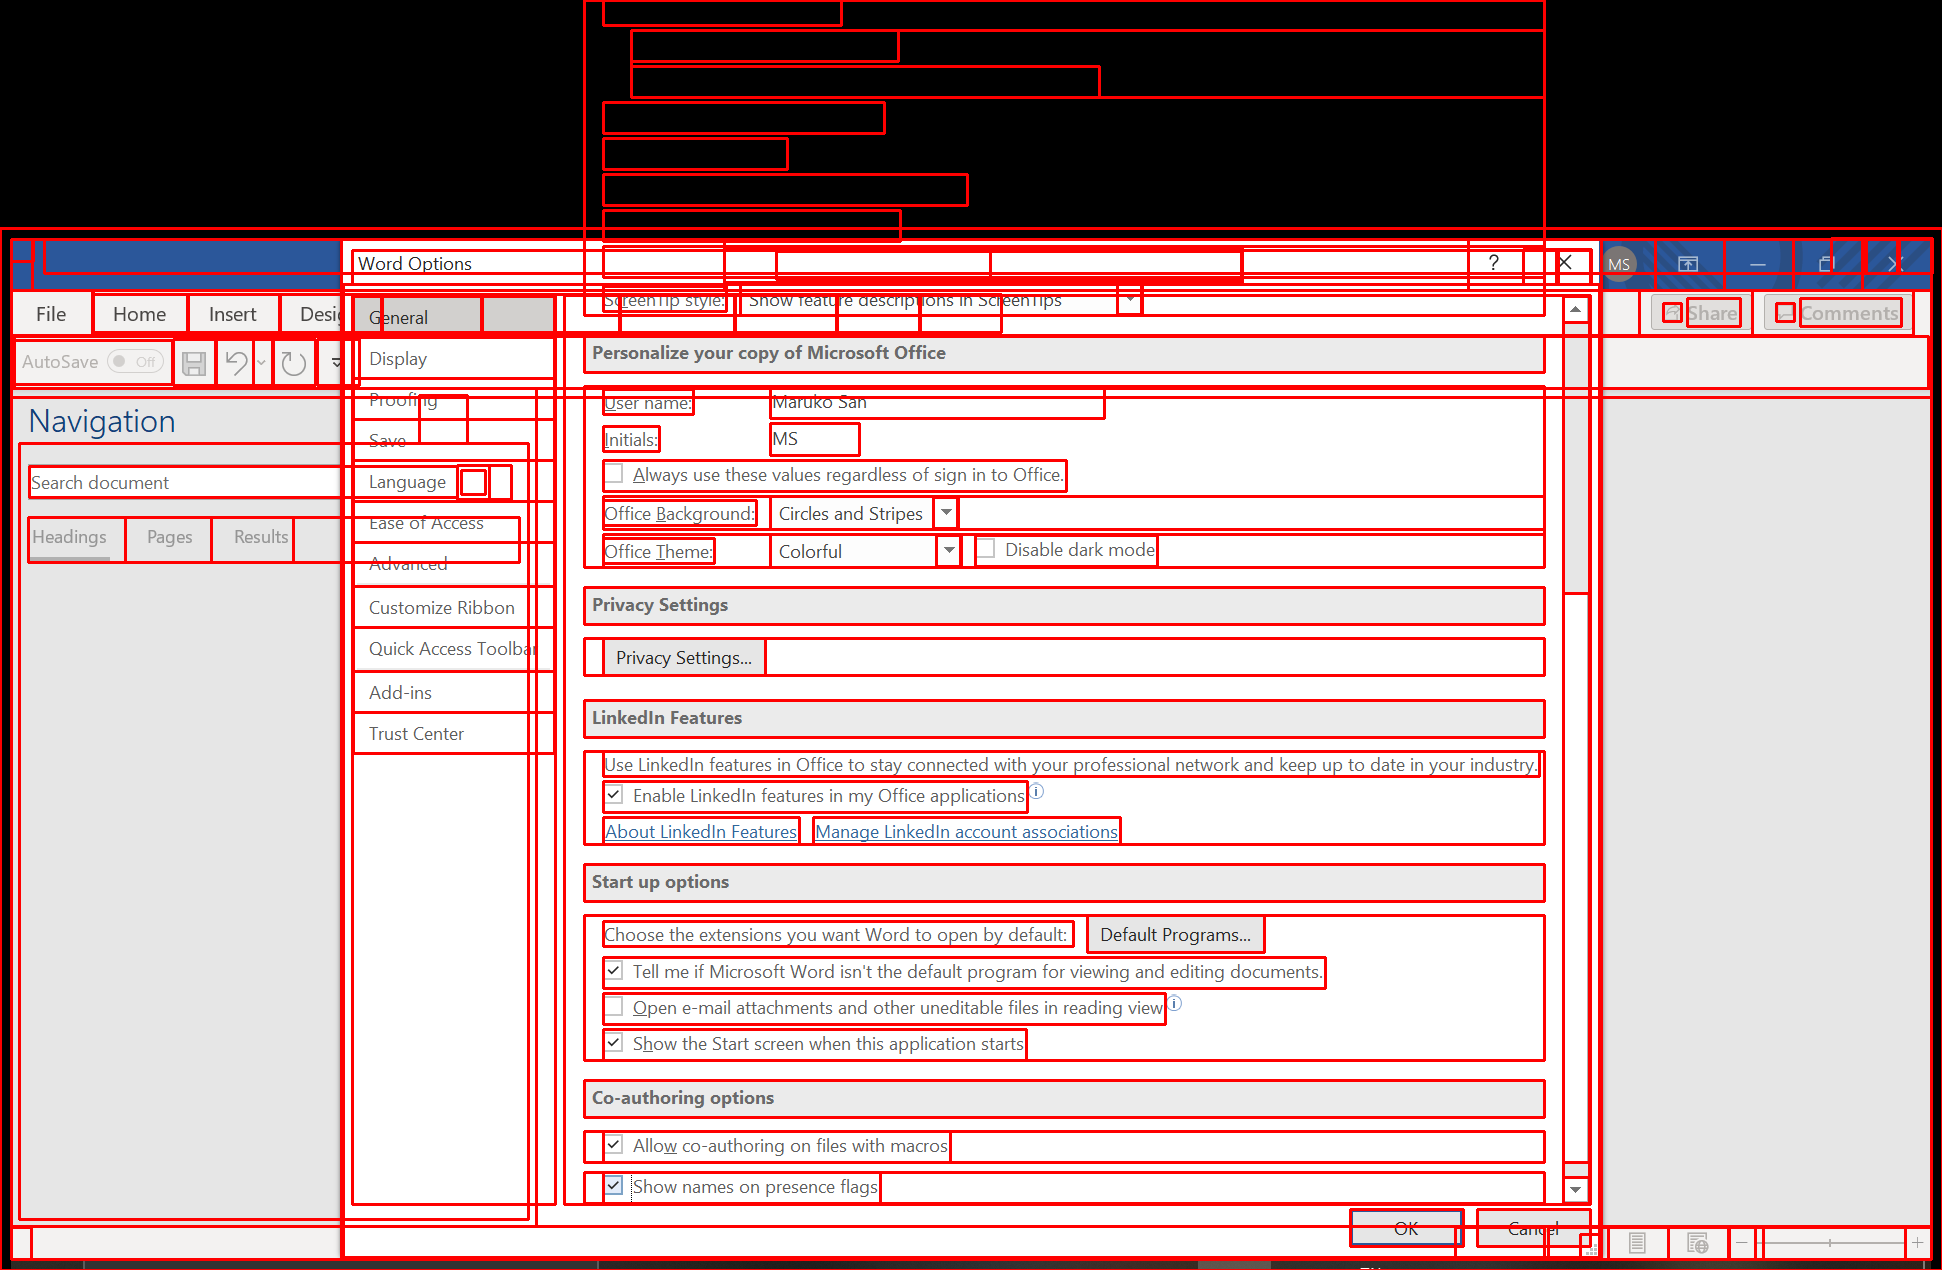 Word Options
?
MS
File
Home
Insert
General
ScreenTip style:
Show feature descriptions in ScreenTips
Share
Comments
AutoSave
Off
Display
Personalize your copy of Microsoft Office
Navigation
Proofing
User name:
Maruko San
Save
Initials:
MS
Search document
Language
Always use these values regardless of sign in to Office.
Ease of Access
Office Background:
Circles and Stripes
Headings
Pages
Results
Advanced
Office Theme:
Colorful
Disable dark mode
Customize Ribbon
Privacy Settings
Quick Access Toolbar
Privacy Settings...
Add-ins
LinkedIn Features
Trust Center
Use LinkedIn features in Office to stay connected with your professional network and keep up to date in your industry.
Enable LinkedIn features in my Office applications
About LinkedIn Features
Manage LinkedIn account associations
Start up options
Choose the extensions you want Word to open by default:
Default Programs...
Tell me if Microsoft Word isn't the default program for viewing and editing documents.
Open e-mail attachments and other uneditable files in reading view
Show the Start screen when this application starts
Co-authoring options
Allow co-authoring on files with macros
Show names on presence flags
OK
Cancel